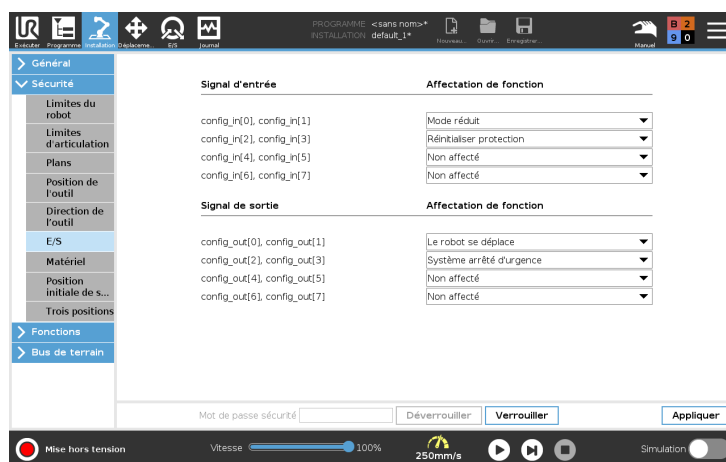 UR
PROGRAMME <sans nom>*
INSTALLATION default_1*
Exécuter Programme Installation Déplaceme... E/S Journal Nouveau... Ouvrir... Enregistrer... Manuel
B 2
9 0
Général
Sécurité
Limites du
robot
Limites
d'articulation
Plans
Position de
l'outil
Direction de
l'outil
E/S
Matériel
Position
initiale de s...
Trois positions
Fonctions
Bus de terrain
Signal d'entrée Affectation de fonction
config_in[0], config_in[1] Mode réduit
config_in[2], config_in[3] Réinitialiser protection
config_in[4], config_in[5] Non affecté
config_in[6], config_in[7] Non affecté
Signal de sortie Affectation de fonction
config_out[0], config_out[1] Le robot se déplace
config_out[2], config_out[3] Système arrêté d'urgence
config_out[4], config_out[5] Non affecté
config_out[6], config_out[7] Non affecté
Mot de passe sécurité Déverrouiller Verrouiller Appliquer
Mise hors tension Vitesse 100% 250mm/s Simulation